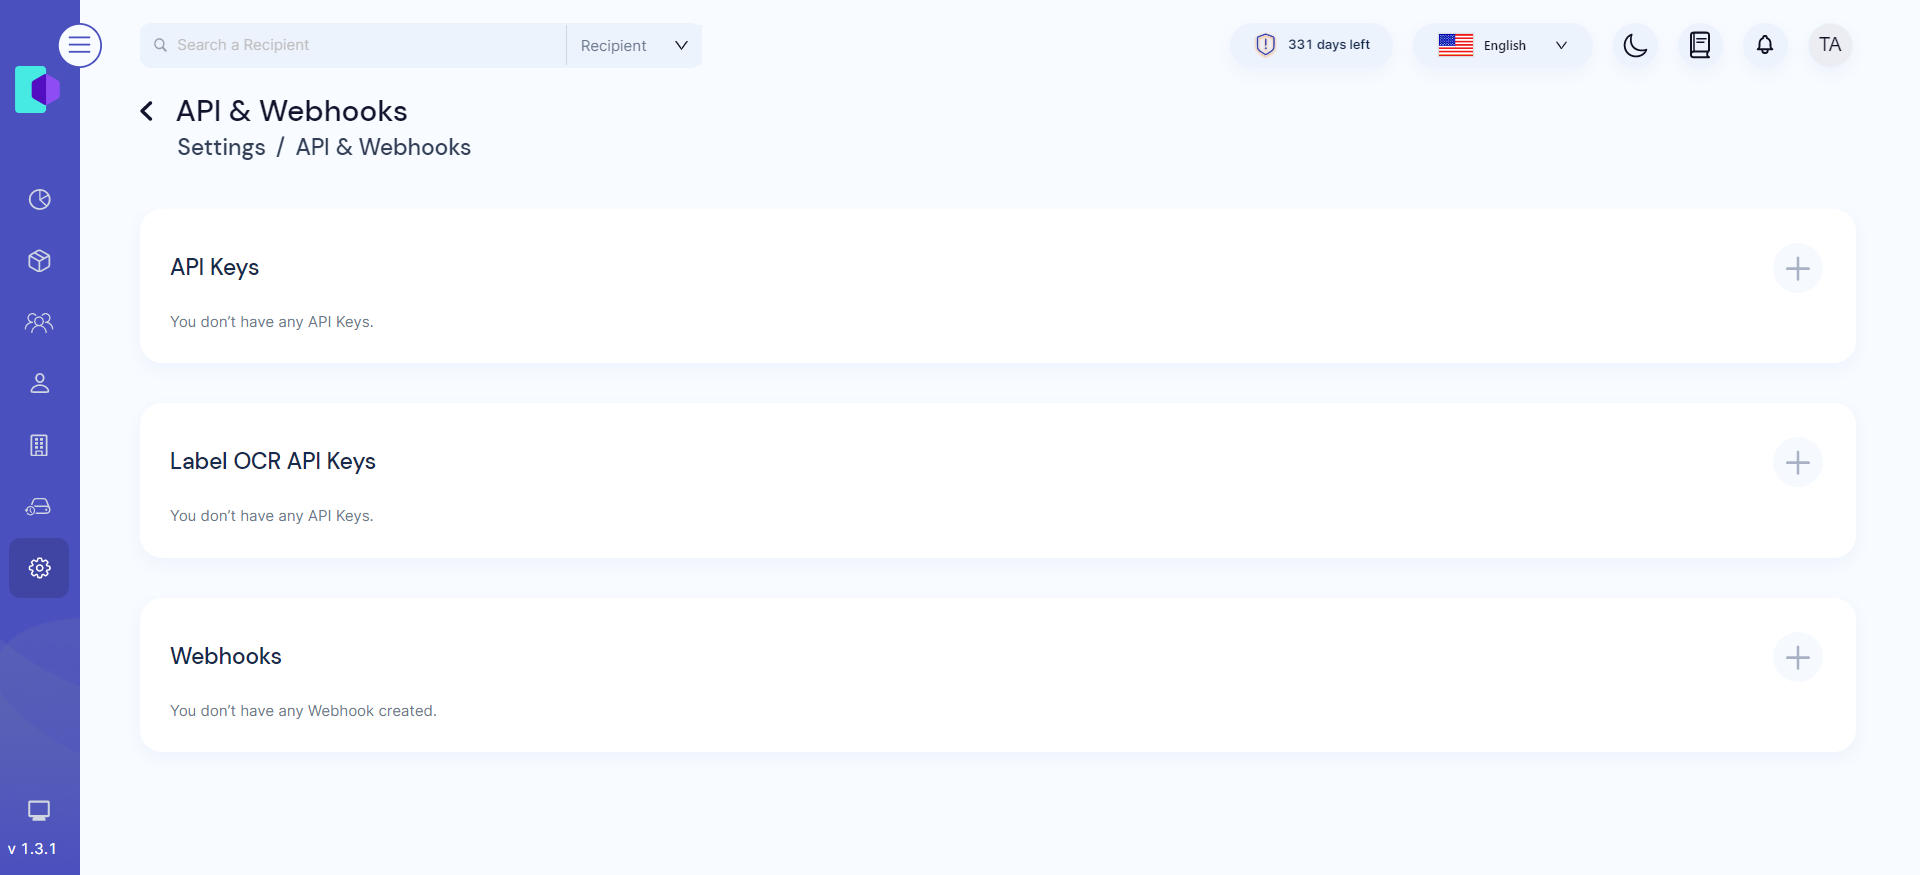 Search a Recipient
Recipient
331 days left
English
TA
API & Webhooks
Settings / API & Webhooks
API Keys
You don't have any API Keys.
Label OCR API Keys
You don't have any API Keys.
Webhooks
You don't have any Webhook created.
v 1.3.1